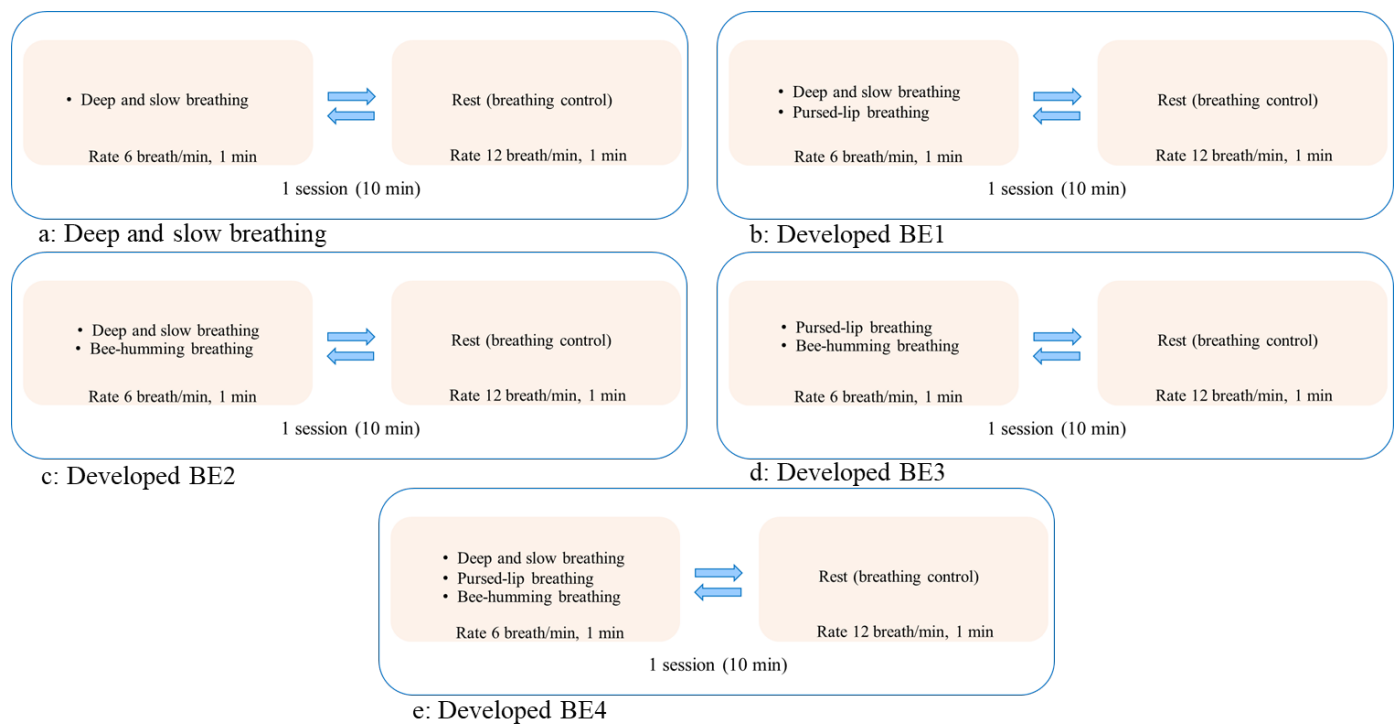 • Deep and slow breathing
Rate 6 breath/min, 1 min
Rest (breathing control)
Rate 12 breath/min, 1 min
1 session (10 min)
a: Deep and slow breathing
• Deep and slow breathing
• Pursed-lip breathing
Rate 6 breath/min, 1 min
Rest (breathing control)
Rate 12 breath/min, 1 min
1 session (10 min)
b: Developed BE1
• Deep and slow breathing
• Bee-humming breathing
Rate 6 breath/min, 1 min
Rest (breathing control)
Rate 12 breath/min, 1 min
1 session (10 min)
c: Developed BE2
• Pursed-lip breathing
• Bee-humming breathing
Rate 6 breath/min, 1 min
Rest (breathing control)
Rate 12 breath/min, 1 min
1 session (10 min)
d: Developed BE3
• Deep and slow breathing
• Pursed-lip breathing
• Bee-humming breathing
Rate 6 breath/min, 1 min
Rest (breathing control)
Rate 12 breath/min, 1 min
1 session (10 min)
e: Developed BE4